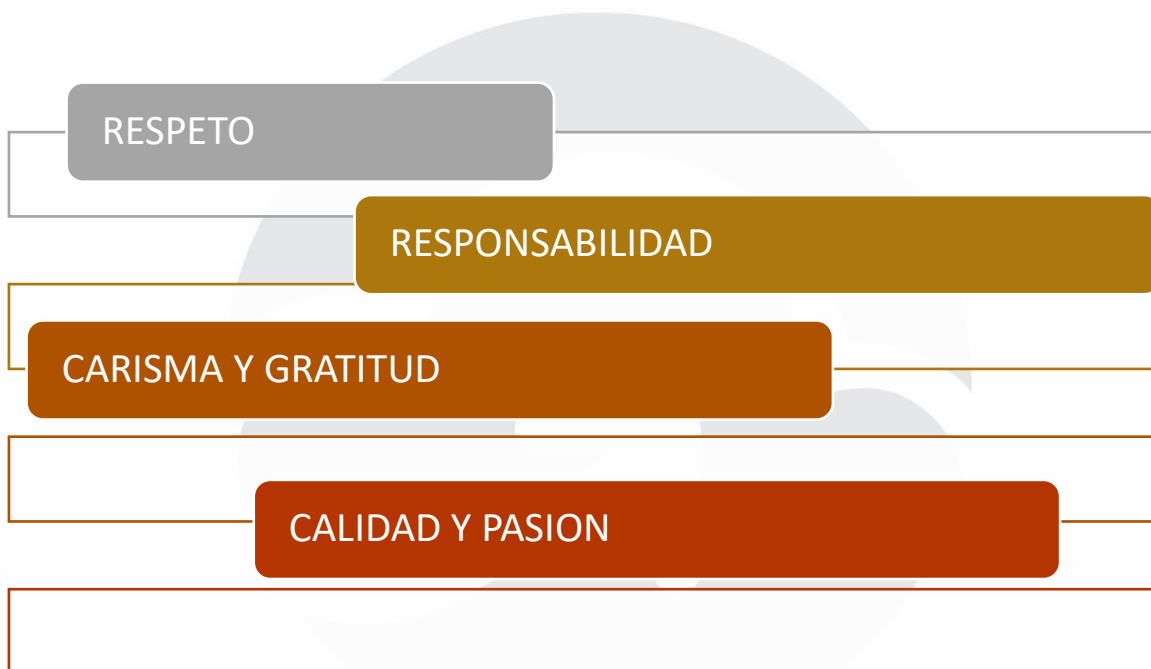 RESPETO
RESPONSABILIDAD
CARISMA Y GRATITUD
CALIDAD Y PASION